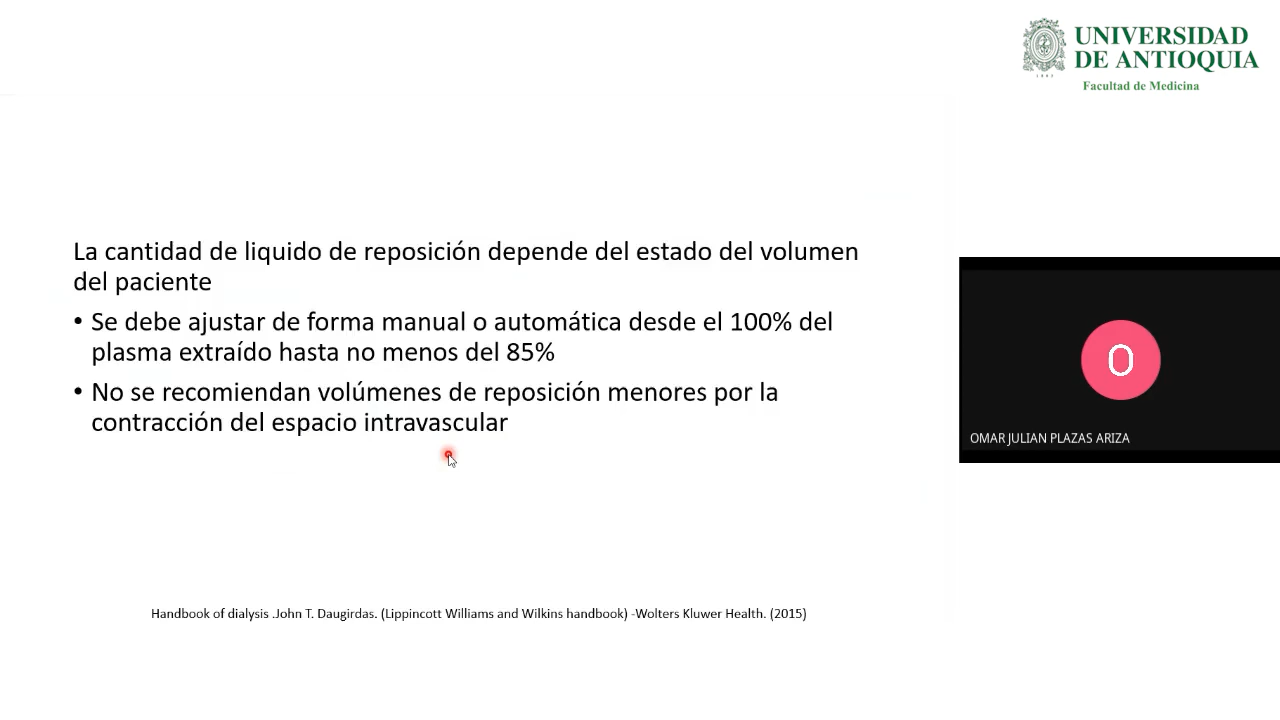 UNIVERSIDAD
DE ANTIOQUIA
Facultad de Medicina
La cantidad de liquido de reposición depende del estado del volumen
del paciente
• Se debe ajustar de forma manual o automática desde el 100% del
plasma extraído hasta no menos del 85%
• No se recomiendan volúmenes de reposición menores por la
contracción del espacio intravascular
O
OMAR JULIAN PLAZAS ARIZA
Handbook of dialysis .John T. Daugirdas. (Lippincott Williams and Wilkins handbook) -Wolters Kluwer Health. (2015)